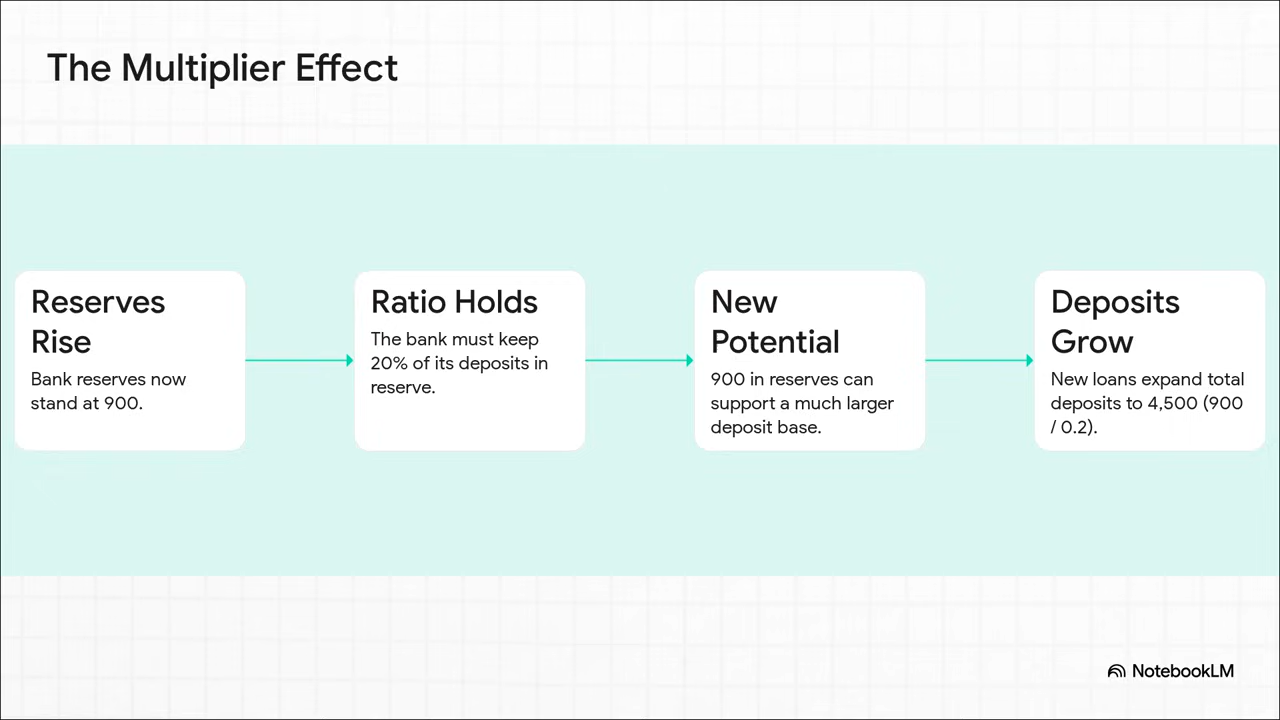 The Multiplier Effect
Reserves
Rise
Bank reserves now
stand at 900.
Ratio Holds
The bank must keep
20% of its deposits in
reserve.
New
Potential
900 in reserves can
support a much larger
deposit base.
Deposits
Grow
New loans expand total
deposits to 4,500 (900
/ 0.2).
NotebookLM